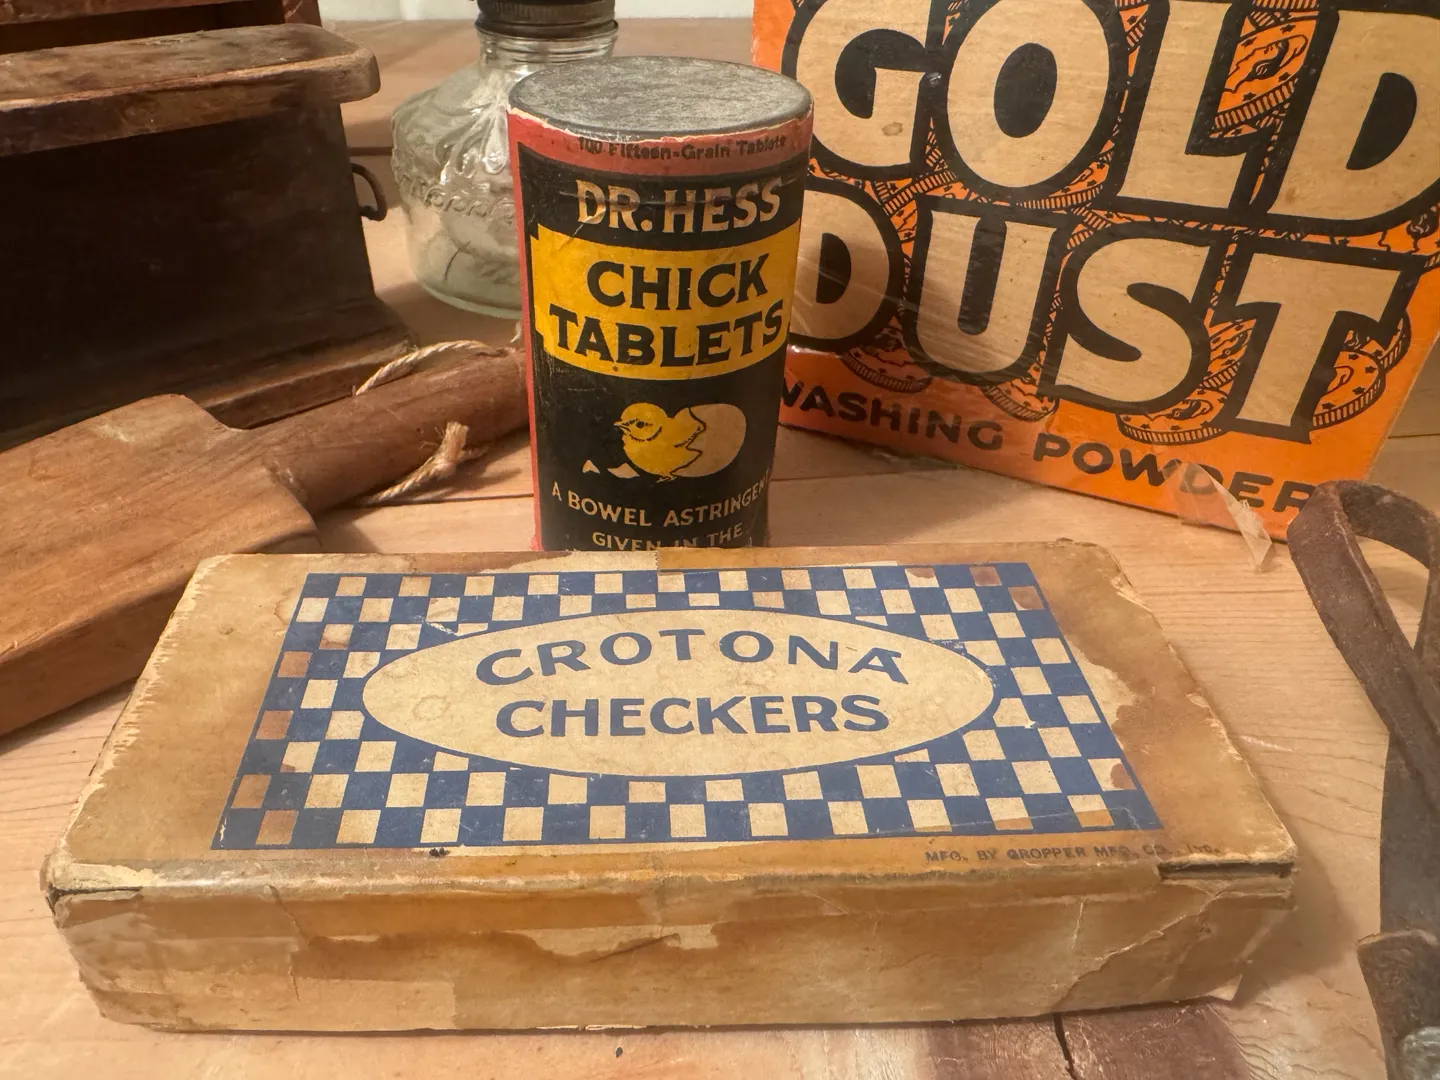 GOLD
DUST
WASHING POWDER
100 Fifteen-Grain Tablets
DR. HESS
CHICK
TABLETS
A BOWEL ASTRINGENT
GIVEN IN THE
CROTONA
CHECKERS
MFG. BY GROPPER MFG. CO., INC.